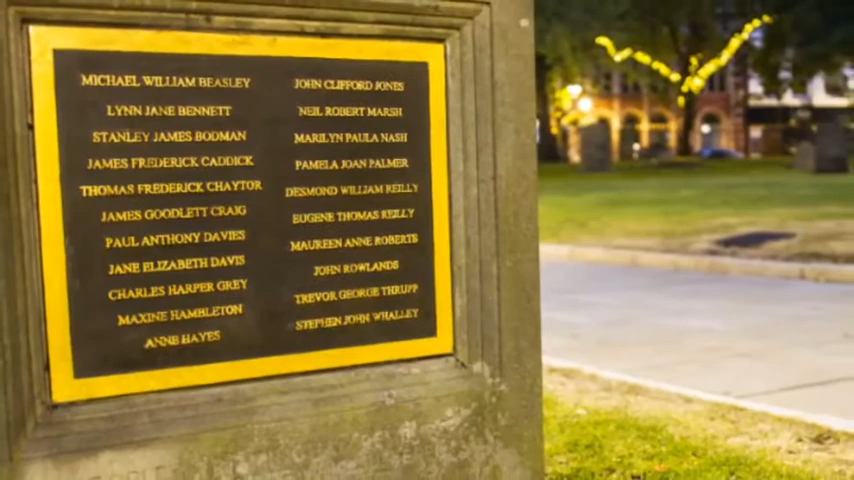 MICHAEL WILLIAM BEASLEY
LYNN JANE BENNETT
STANLEY JAMES BODMAN
JAMES FREDERICK CADDICK
THOMAS FREDERICK CHAYTOR
JAMES GOODLETT CRAIG
PAUL ANTHONY DAVIES
JANE ELIZABETH DAVIS
CHARLES HARPER GREY
MAXINE HAMBLETON
ANNE HAYES
JOHN CLIFFORD JONES
NEIL ROBERT MARSH
MARILYN PAULA NASH
PAMELA JOAN PALMER
DESMOND WILLIAM REILLY
EUGENE THOMAS REILLY
MAUREEN ANNE ROBERTS
JOHN ROWLANDS
TREVOR GEORGE THRUPP
STEPHEN JOHN WHALLEY